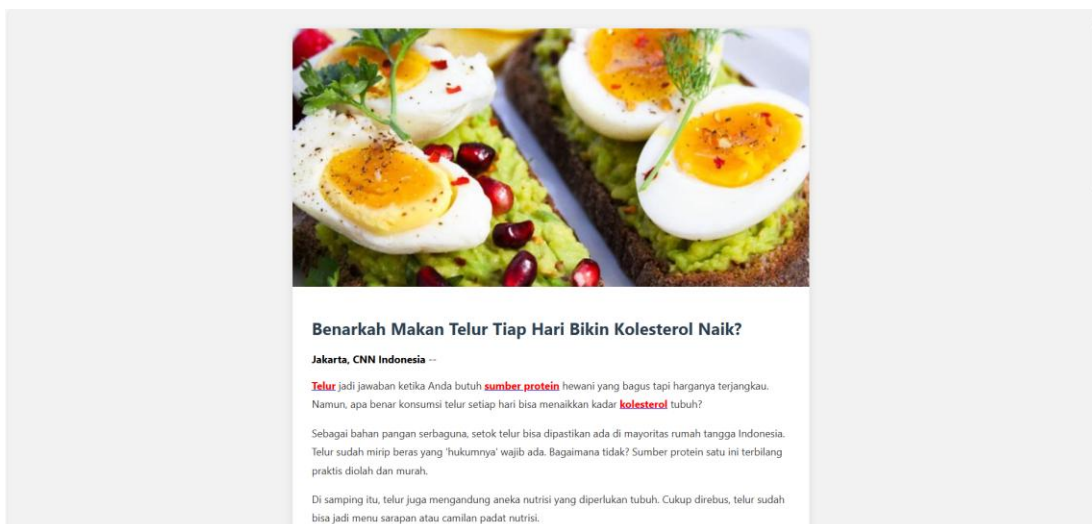 Benarkah Makan Telur Tiap Hari Bikin Kolesterol Naik?
Jakarta, CNN Indonesia --
Telur jadi jawaban ketika Anda butuh sumber protein hewani yang bagus tapi harganya terjangkau.
Namun, apa benar konsumsi telur setiap hari bisa menaikkan kadar kolesterol tubuh?
Sebagai bahan pangan serbaguna, setok telur bisa dipastikan ada di mayoritas rumah tangga Indonesia.
Telur sudah mirip beras yang 'hukumnya' wajib ada. Bagaimana tidak? Sumber protein satu ini terbilang
praktis diolah dan murah.
Di samping itu, telur juga mengandung aneka nutrisi yang diperlukan tubuh. Cukup direbus, telur sudah
bisa jadi menu sarapan atau camilan padat nutrisi.